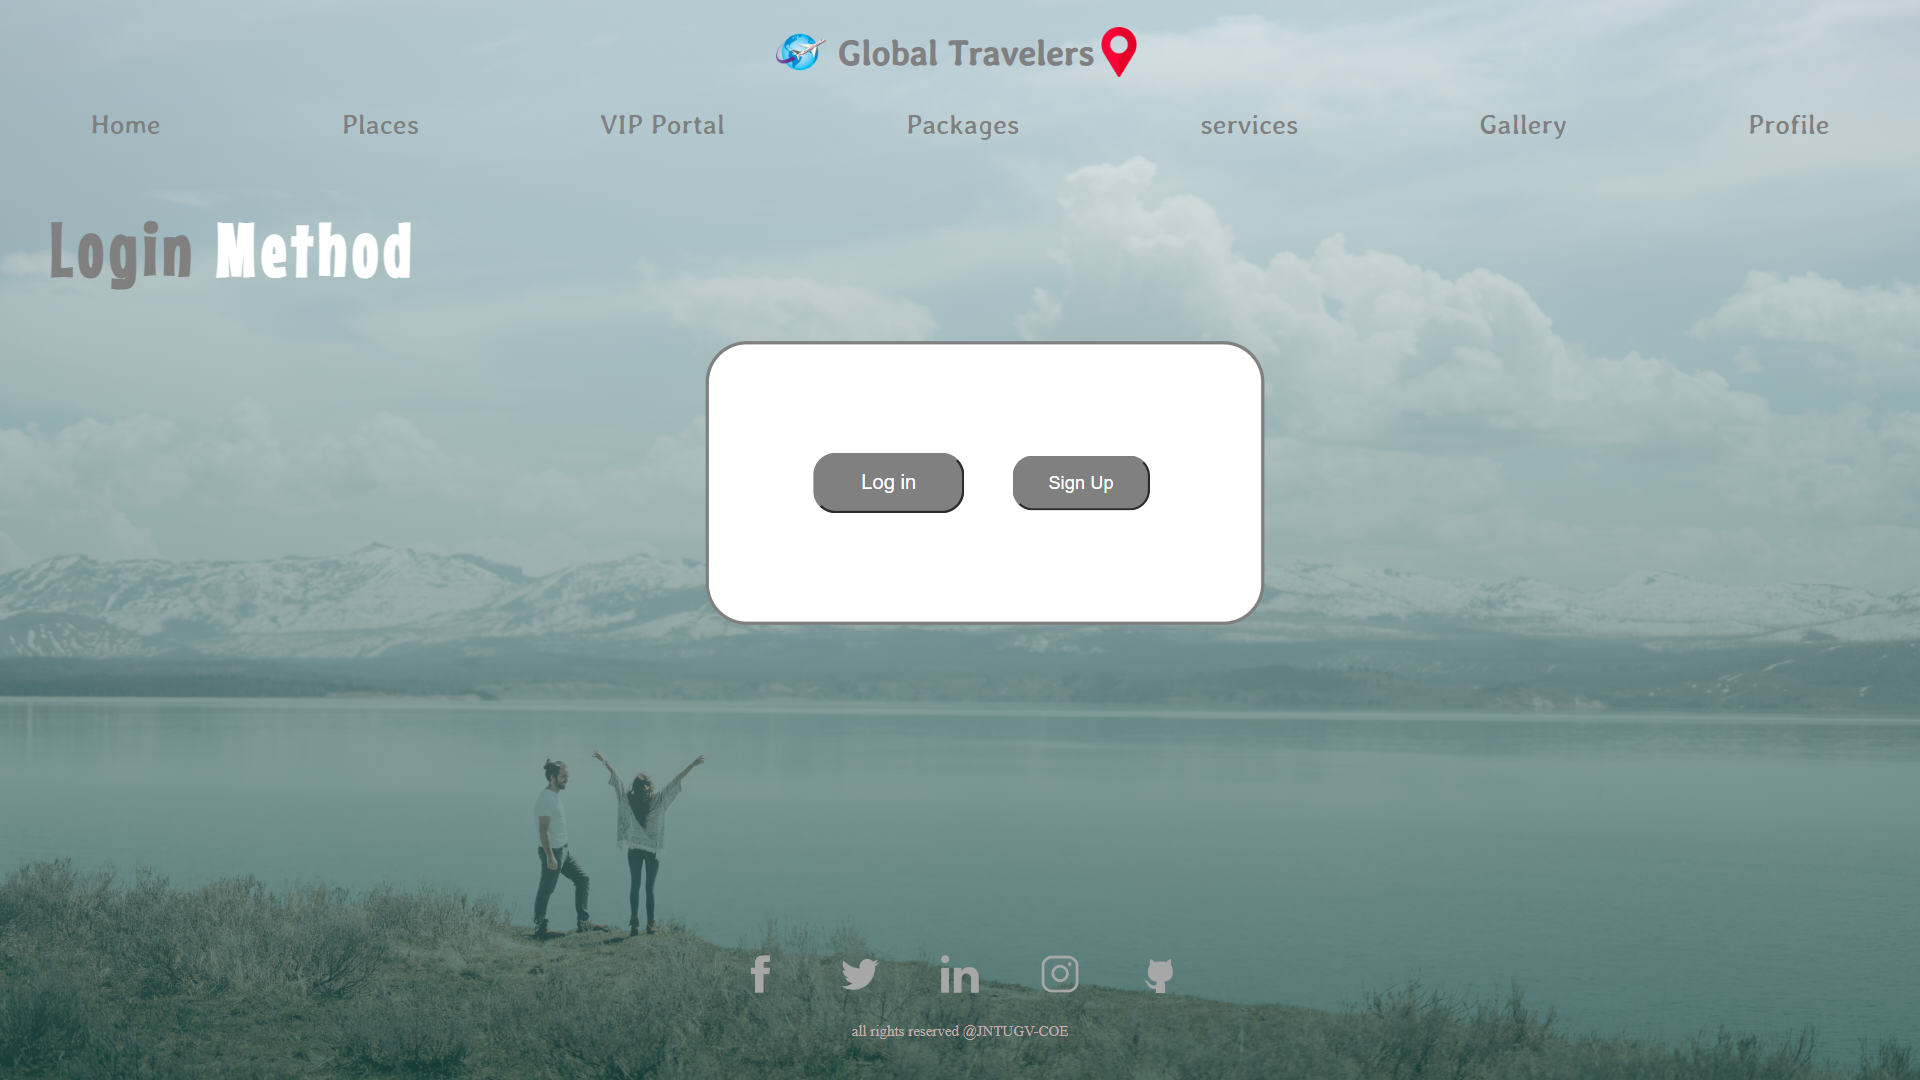 Global Travelers
Home Places VIP Portal Packages services Gallery Profile
Login Method
Log in Sign Up
all rights reserved @JNTUGV-COE